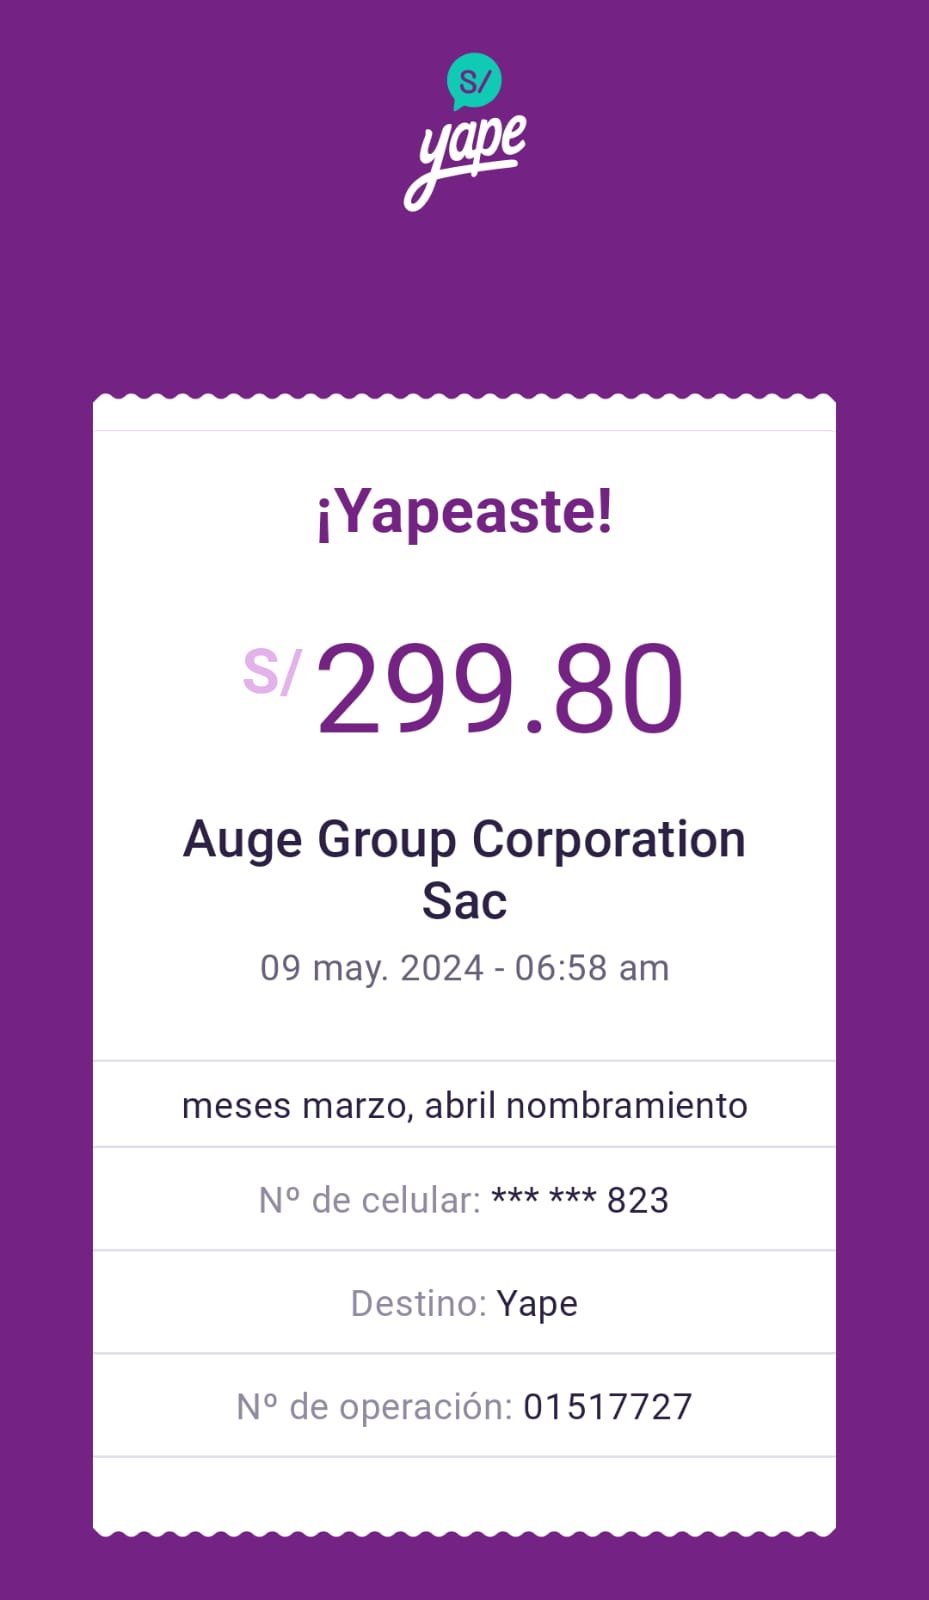 S/
yape
¡Yapeaste!
S/299.80
Auge Group Corporation
Sac
09 may. 2024 - 06:58 am
meses marzo, abril nombramiento
Nº de celular: *** *** 823
Destino: Yape
Nº de operación: 01517727